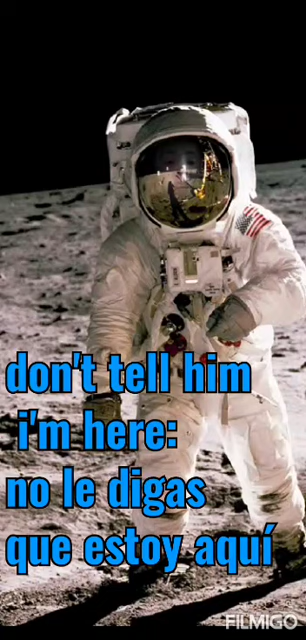 don't tell him
i'm here:
no le digas
que estoy aquí
FILMIGO